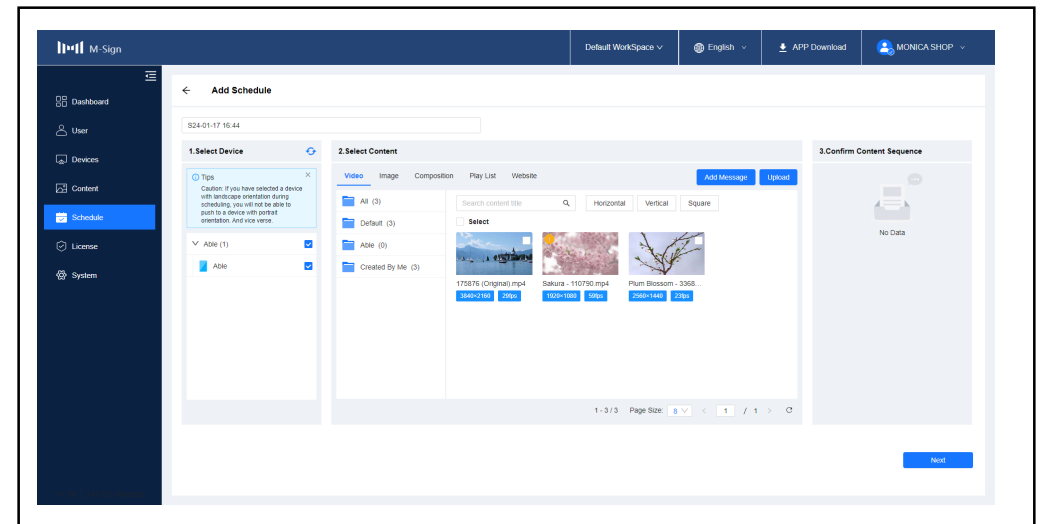 M-Sign
Default WorkSpace
English
APP Download
MONICA SHOP
Dashboard
User
Devices
Content
Schedule
License
System
Add Schedule
S24-01-17 16:44
1.Select Device
Tips
Caution: If you have selected a device
with landscape orientation during
scheduling, you will not be able to
push to a device with portrait
orientation. And vice verse.
Able (1)
Able
2.Select Content
Video Image Composition Play List Website
Add Message Upload
All (3)
Default (3)
Able (0)
Created By Me (3)
Search content title
Horizontal Vertical Square
Select
175876 (Original).mp4
3840×2160 29fps
Sakura - 110790.mp4
1920×1080 59fps
Plum Blossom - 3368...
2560×1440 23fps
1 - 3 / 3 Page Size: 8 < 1 / 1 >
3.Confirm Content Sequence
No Data
Next